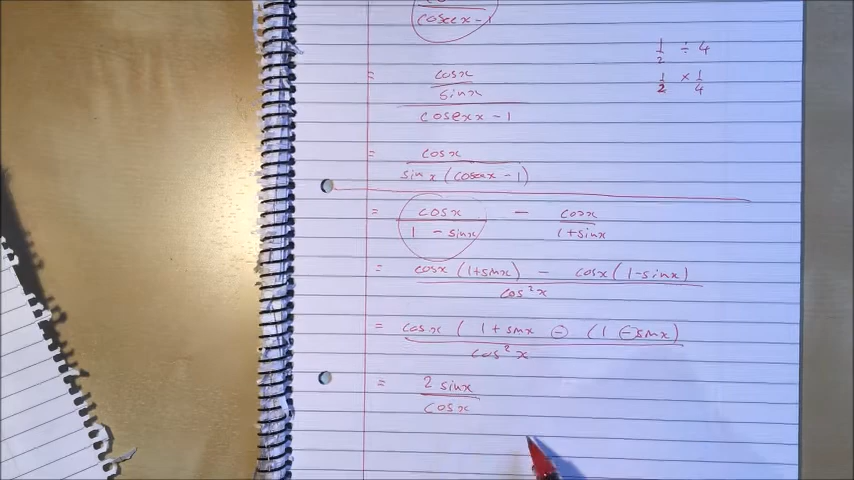 cosecx - 1
1/2 ÷ 4
= cosx/sinx / cosecx - 1
1/2 × 1/4
= cosx / sinx (cosecx - 1)
= cosx / 1 - sinx - cosx / 1+sinx
= cosx (1+sinx) - cosx (1-sinx) / cos²x
= cosx ( 1 + sinx - (1 - sinx) / cos²x
= 2 sinx / cosx